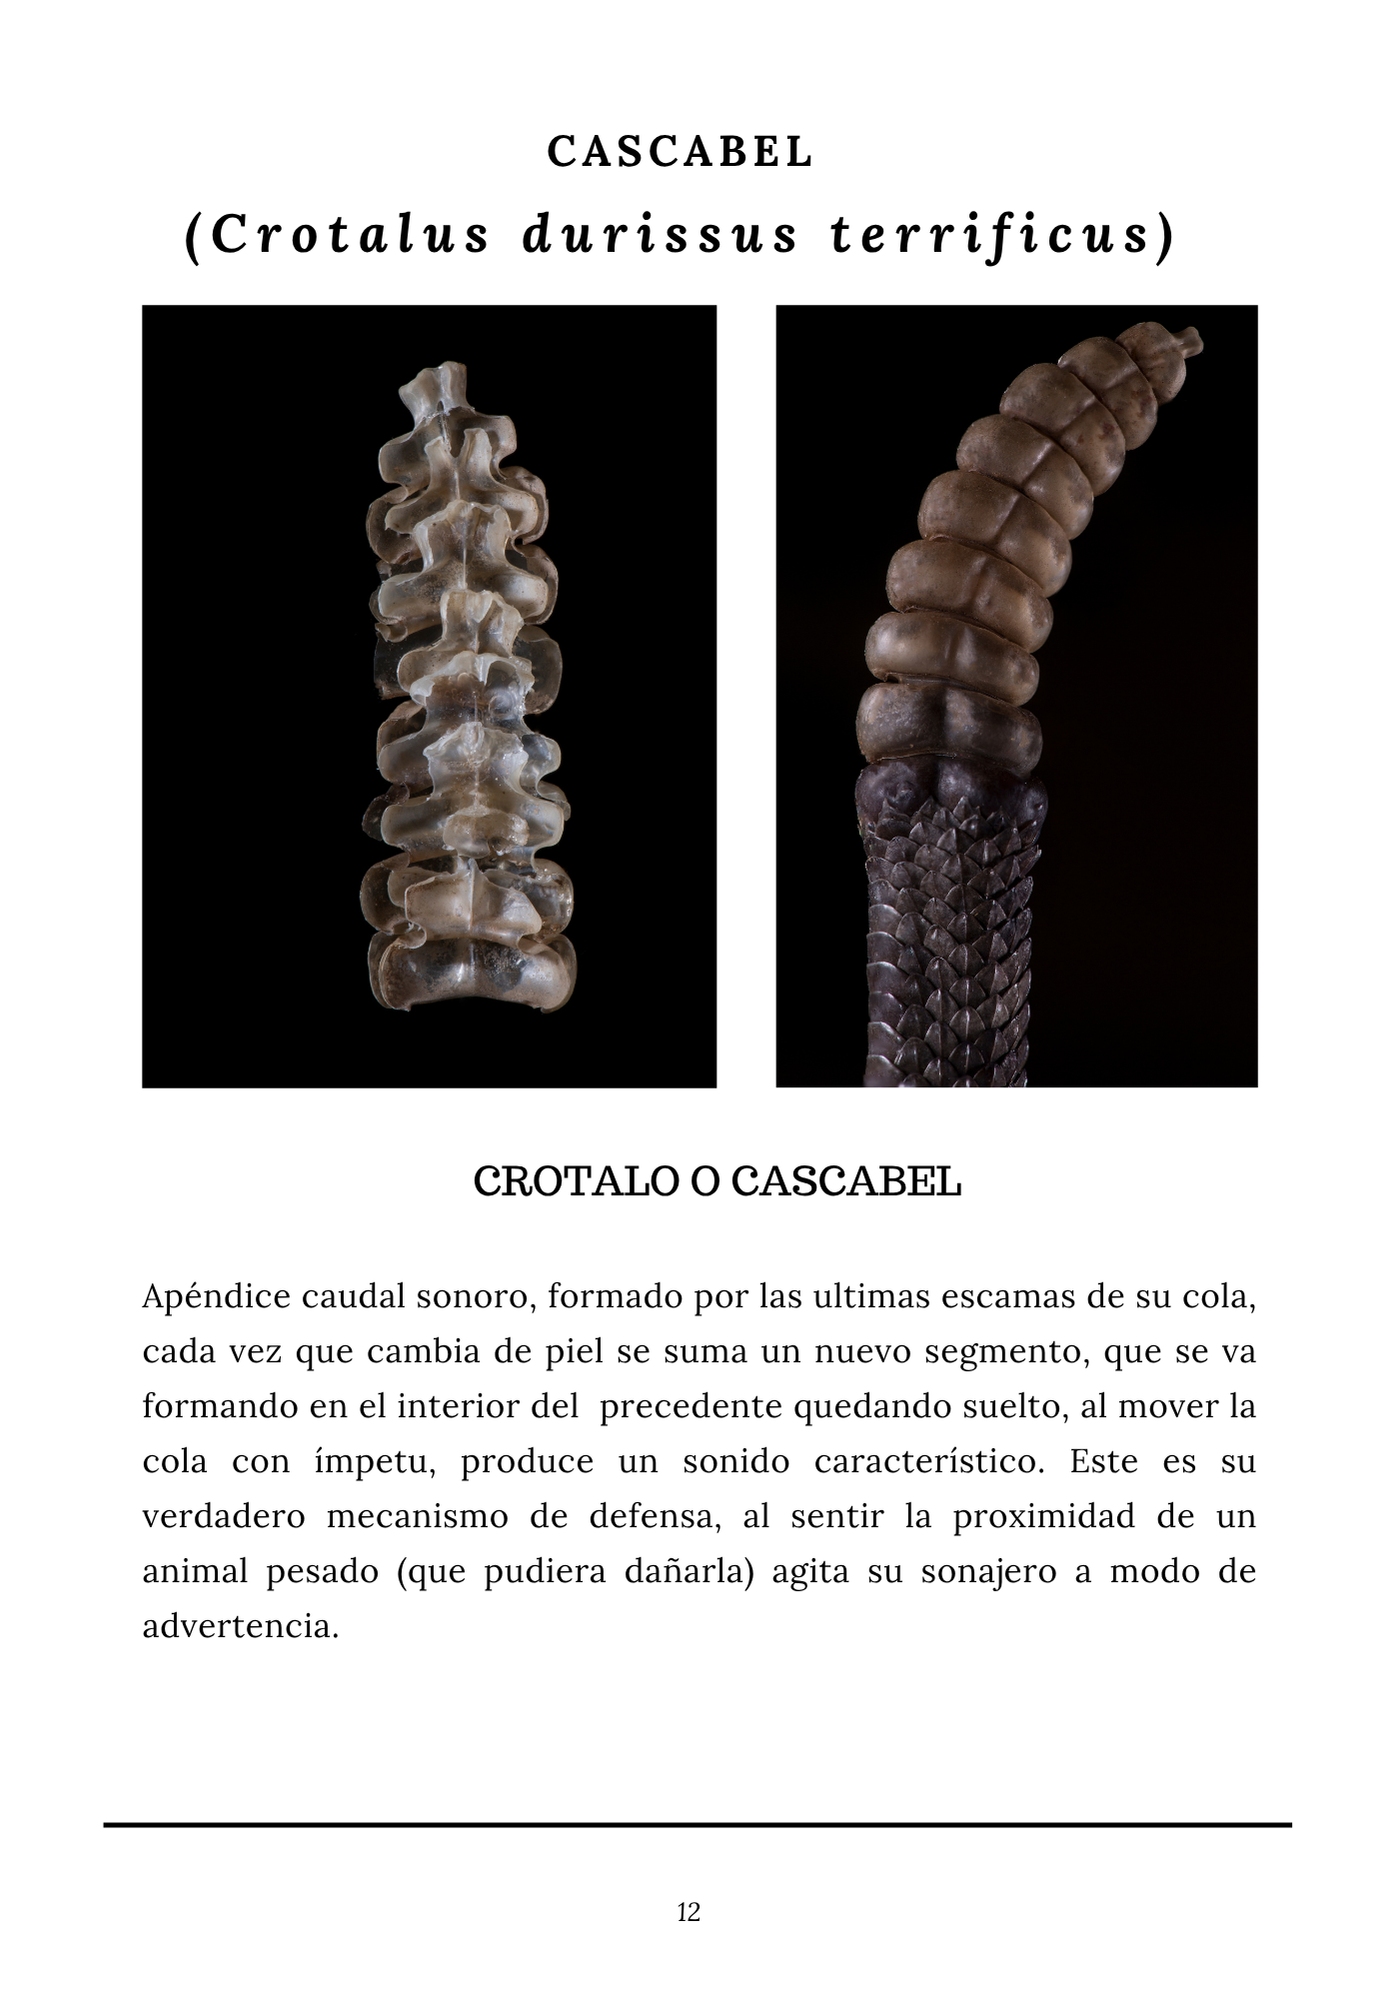 CASCABEL
(Crotalus durissus terrificus)
CROTALO O CASCABEL
Apéndice caudal sonoro, formado por las ultimas escamas de su cola,
cada vez que cambia de piel se suma un nuevo segmento, que se va
formando en el interior del precedente quedando suelto, al mover la
cola con ímpetu, produce un sonido característico. Este es su
verdadero mecanismo de defensa, al sentir la proximidad de un
animal pesado (que pudiera dañarla) agita su sonajero a modo de
advertencia.
12